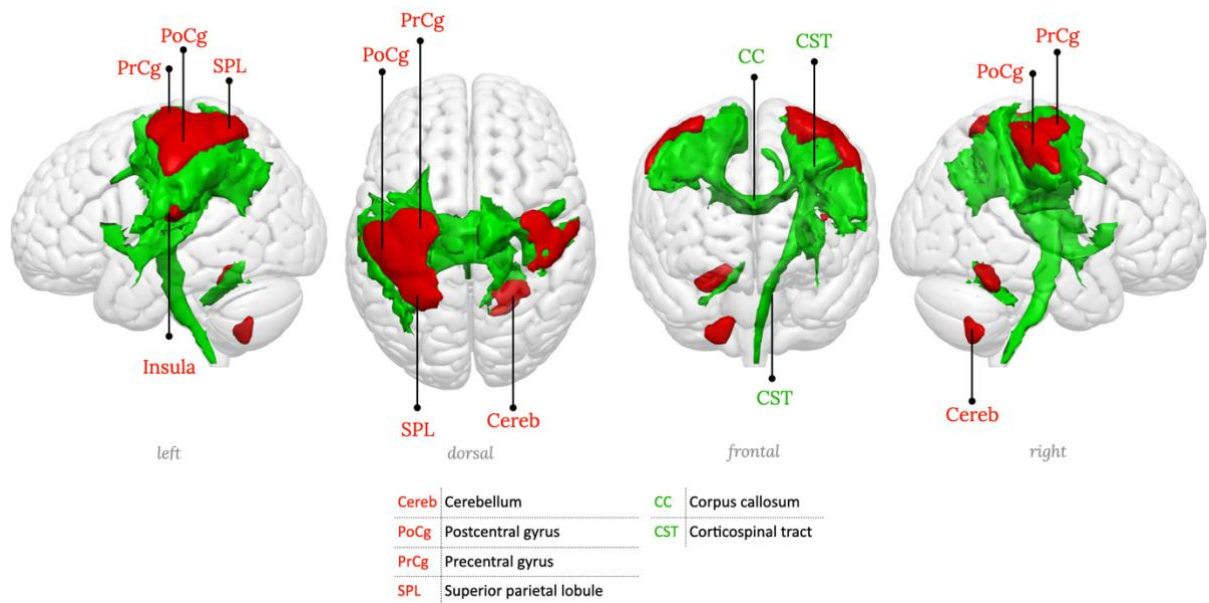 PoCg
PrCg SPL
Insula
left
PrCg
PoCg
SPL
Cereb
dorsal
CC
CST
CST
frontal
PrCg
PoCg
Cereb
right
Cereb Cerebellum
PoCg Postcentral gyrus
PrCg Precentral gyrus
SPL Superior parietal lobule
CC Corpus callosum
CST Corticospinal tract